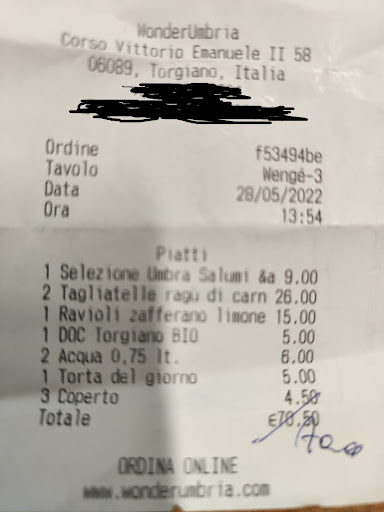 WonderUmbria
Corso Vittorio Emanuele II 58
06089, Torgiano, Italia
Ordine f53494be
Tavolo Wengé-3
Data 28/05/2022
Ora 13:54
Piatti
1 Selezione Umbra Salumi &a 9.00
2 Tagliatelle ragu di carn 26.00
1 Ravioli zafferano limone 15.00
1 DOC Torgiano BIO 5.00
2 Acqua 0,75 lt. 6.00
1 Torta del giorno 5.00
3 Coperto 4.50
Totale €70.50
ORDINA ONLINE
www.wonderumbria.com